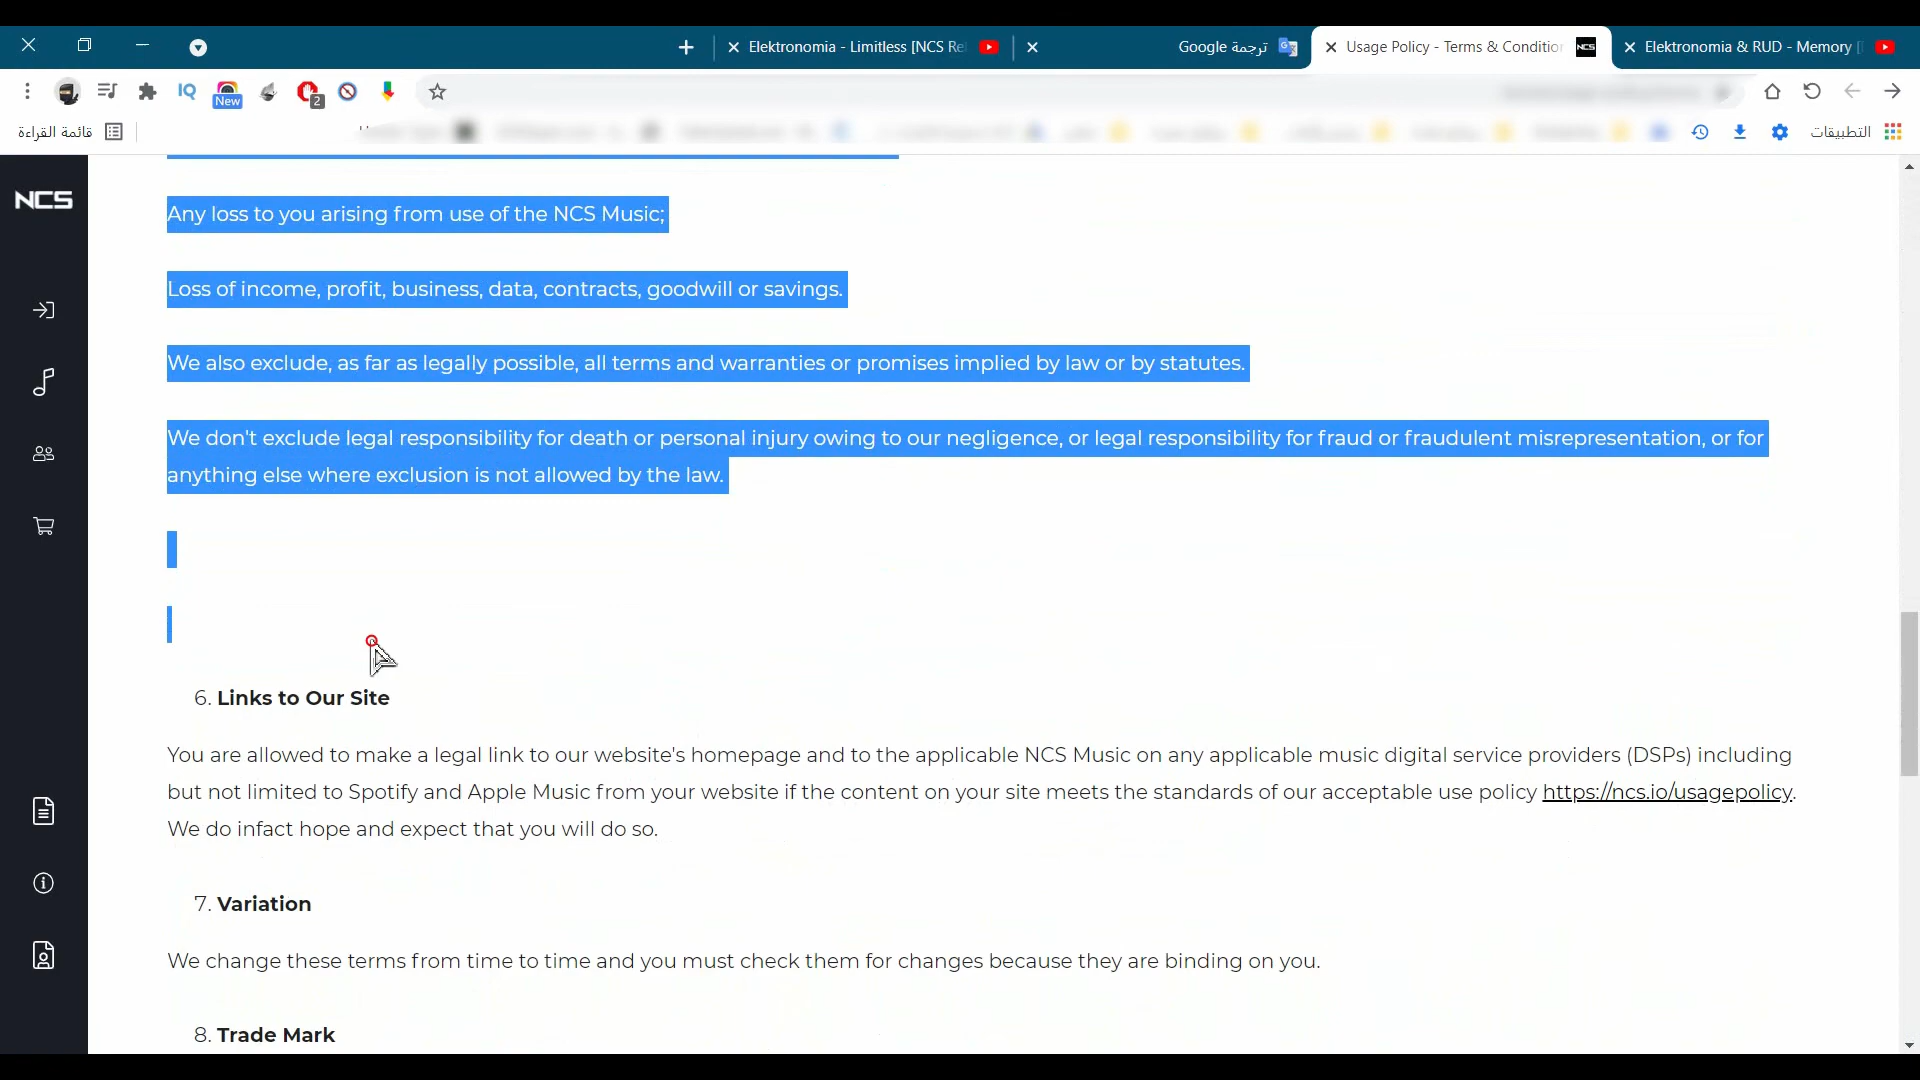 Elektronomia - Limitless [NCS Re
ترجمة Google
Usage Policy - Terms & Condition
NCS
Elektronomia & RUD - Memory [
IQ
New
2
قائمة القراءة
التطبيقات
NCS
Any loss to you arising from use of the NCS Music;
Loss of income, profit, business, data, contracts, goodwill or savings.
We also exclude, as far as legally possible, all terms and warranties or promises implied by law or by statutes.
We don't exclude legal responsibility for death or personal injury owing to our negligence, or legal responsibility for fraud or fraudulent misrepresentation, or for
anything else where exclusion is not allowed by the law.
6. Links to Our Site
You are allowed to make a legal link to our website's homepage and to the applicable NCS Music on any applicable music digital service providers (DSPs) including
but not limited to Spotify and Apple Music from your website if the content on your site meets the standards of our acceptable use policy https://ncs.io/usagepolicy.
We do infact hope and expect that you will do so.
7. Variation
We change these terms from time to time and you must check them for changes because they are binding on you.
8. Trade Mark